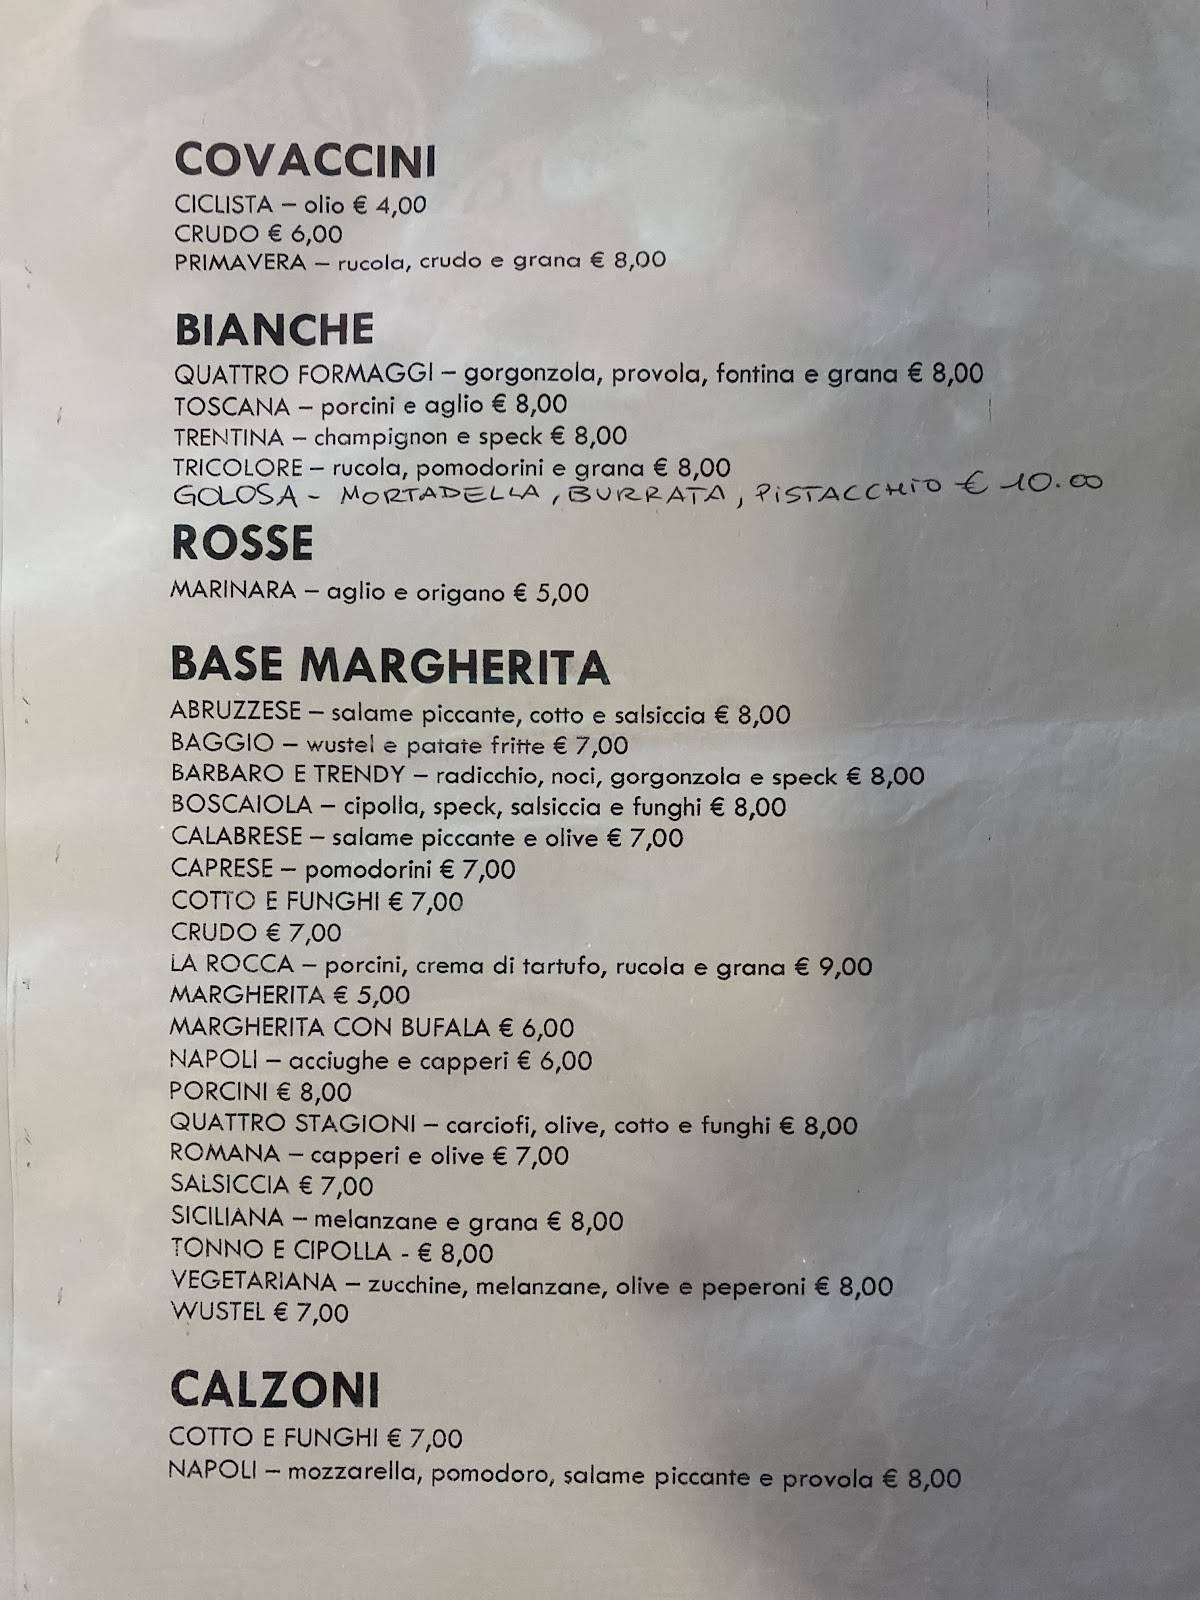 COVACCINI
CICLISTA – olio € 4,00
CRUDO € 6,00
PRIMAVERA – rucola, crudo e grana € 8,00
BIANCHE
QUATTRO FORMAGGI – gorgonzola, provola, fontina e grana € 8,00
TOSCANA – porcini e aglio € 8,00
TRENTINA – champignon e speck € 8,00
TRICOLORE – rucola, pomodorini e grana € 8,00
GOLOSA - MORTADELLA, BURRATA, PISTACCHIO € 10.00
ROSSE
MARINARA – aglio e origano € 5,00
BASE MARGHERITA
ABRUZZESE – salame piccante, cotto e salsiccia € 8,00
BAGGIO – wustel e patate fritte € 7,00
BARBARO E TRENDY – radicchio, noci, gorgonzola e speck € 8,00
BOSCAIOLA – cipolla, speck, salsiccia e funghi € 8,00
CALABRESE – salame piccante e olive € 7,00
CAPRESE – pomodorini € 7,00
COTTO E FUNGHI € 7,00
CRUDO € 7,00
LA ROCCA – porcini, crema di tartufo, rucola e grana € 9,00
MARGHERITA € 5,00
MARGHERITA CON BUFALA € 6,00
NAPOLI – acciughe e capperi € 6,00
PORCINI € 8,00
QUATTRO STAGIONI – carciofi, olive, cotto e funghi € 8,00
ROMANA – capperi e olive € 7,00
SALSICCIA € 7,00
SICILIANA – melanzane e grana € 8,00
TONNO E CIPOLLA - € 8,00
VEGETARIANA – zucchine, melanzane, olive e peperoni € 8,00
WUSTEL € 7,00
CALZONI
COTTO E FUNGHI € 7,00
NAPOLI – mozzarella, pomodoro, salame piccante e provola € 8,00